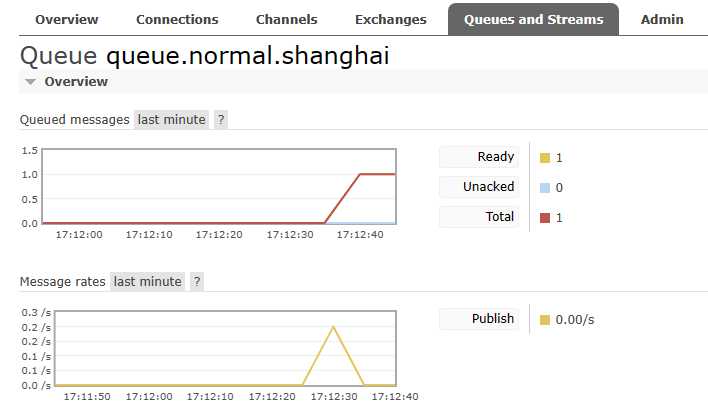 Overview Connections Channels Exchanges Queues and Streams Admin
Queue queue.normal.shanghai
Overview
Queued messages last minute ?
1.5
1.0
0.5
0.0
17:12:00 17:12:10 17:12:20 17:12:30 17:12:40
Ready 1
Unacked 0
Total 1
Message rates last minute ?
0.3 /s
0.2 /s
0.2 /s
0.1 /s
0.1 /s
0.0 /s
17:11:50 17:12:00 17:12:10 17:12:20 17:12:30 17:12:40
Publish 0.00/s